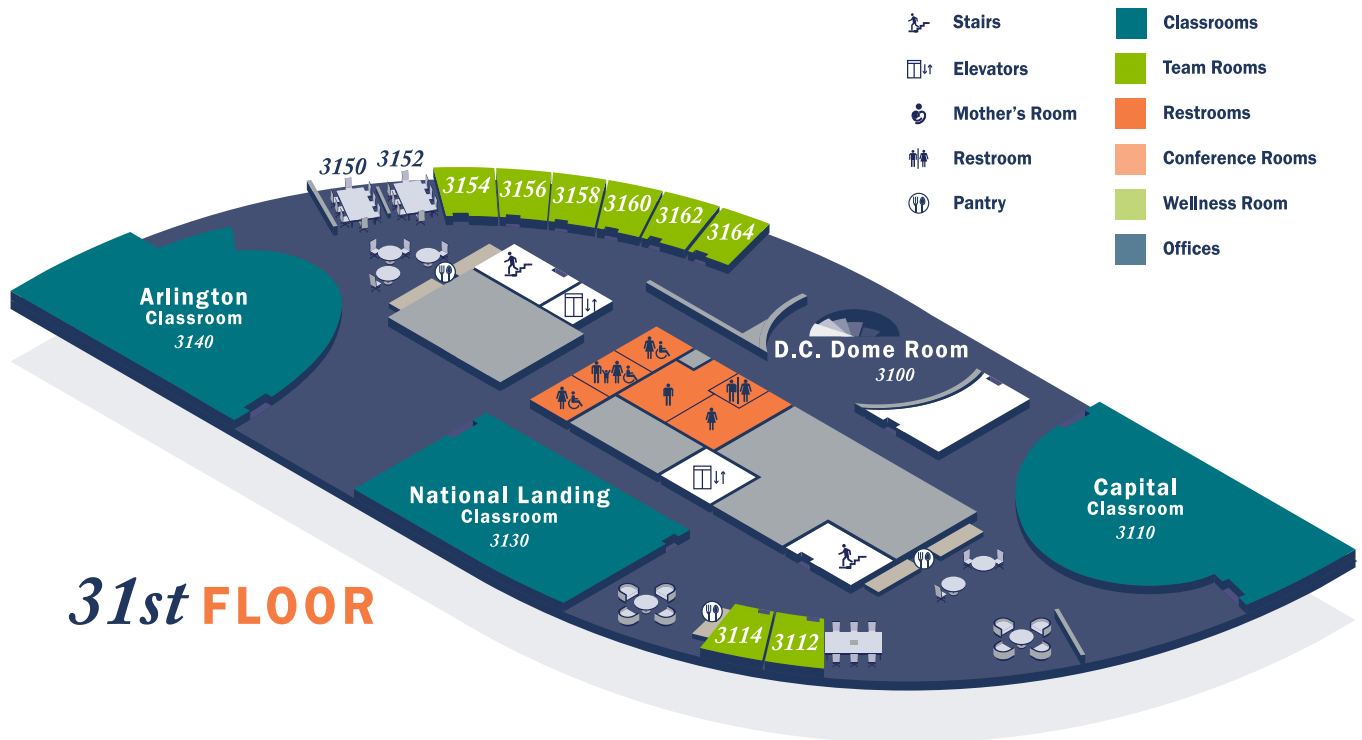 Stairs
Elevators
Mother's Room
Restroom
Pantry
Classrooms
Team Rooms
Restrooms
Conference Rooms
Wellness Room
Offices
3150
3152
3154
3156
3158
3160
3162
3164
Arlington
Classroom
3140
D.C. Dome Room
3100
National Landing
Classroom
3130
Capital
Classroom
3110
3114
3112
31st FLOOR